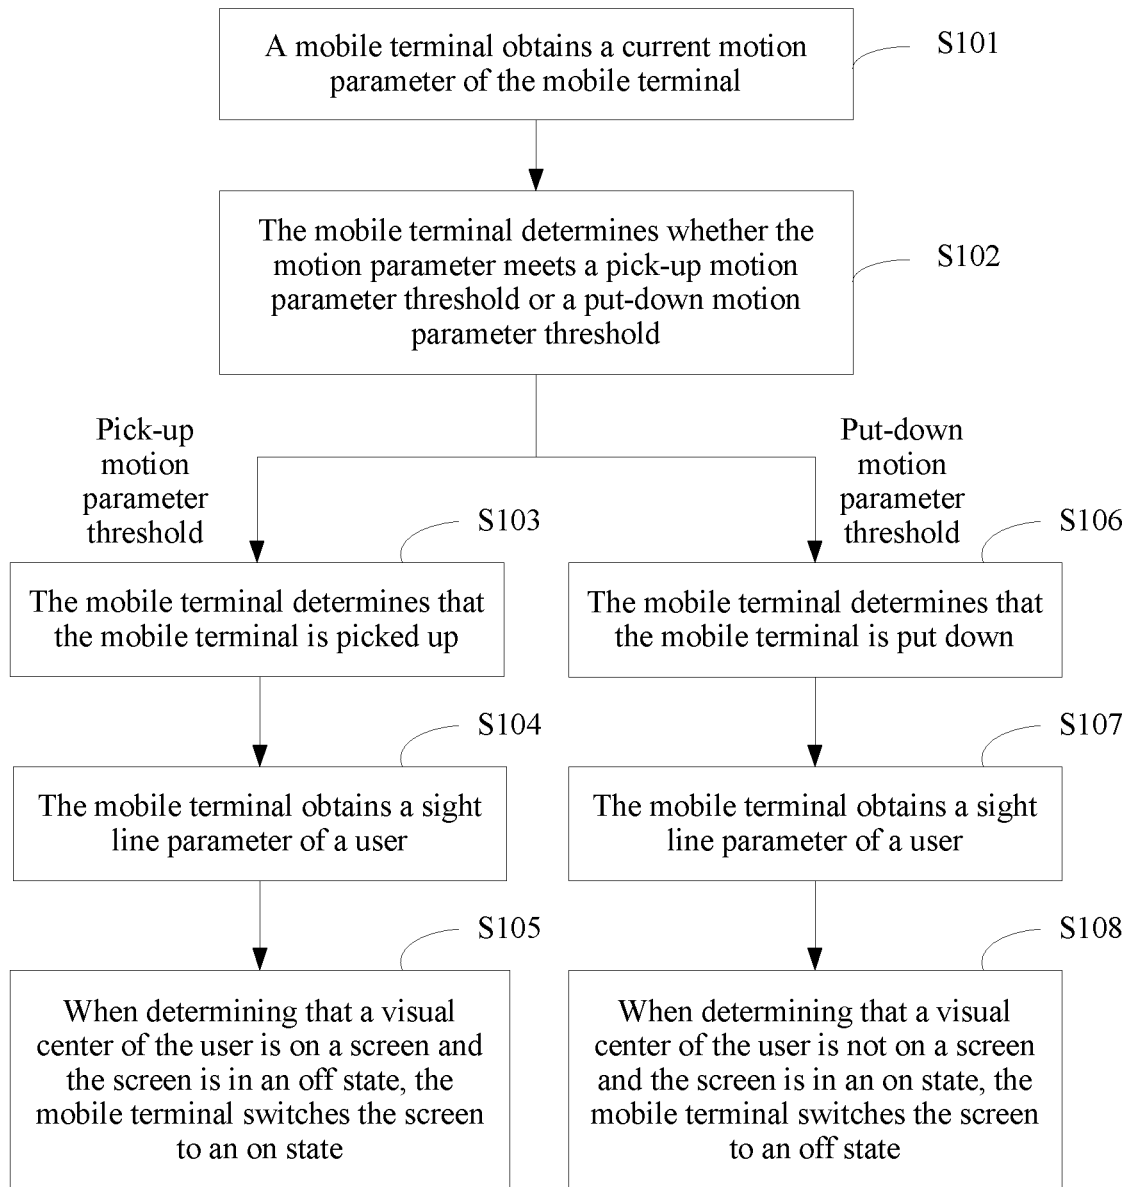 A mobile terminal obtains a current motion
parameter of the mobile terminal
S101
The mobile terminal determines whether the
motion parameter meets a pick-up motion
parameter threshold or a put-down motion
parameter threshold
S102
Pick-up
motion
parameter
threshold
Put-down
motion
parameter
threshold
S103
The mobile terminal determines that
the mobile terminal is picked up
S106
The mobile terminal determines that
the mobile terminal is put down
S104
The mobile terminal obtains a sight
line parameter of a user
S107
The mobile terminal obtains a sight
line parameter of a user
S105
When determining that a visual
center of the user is on a screen and
the screen is in an off state, the
mobile terminal switches the screen
to an on state
S108
When determining that a visual
center of the user is not on a screen
and the screen is in an on state, the
mobile terminal switches the screen
to an off state